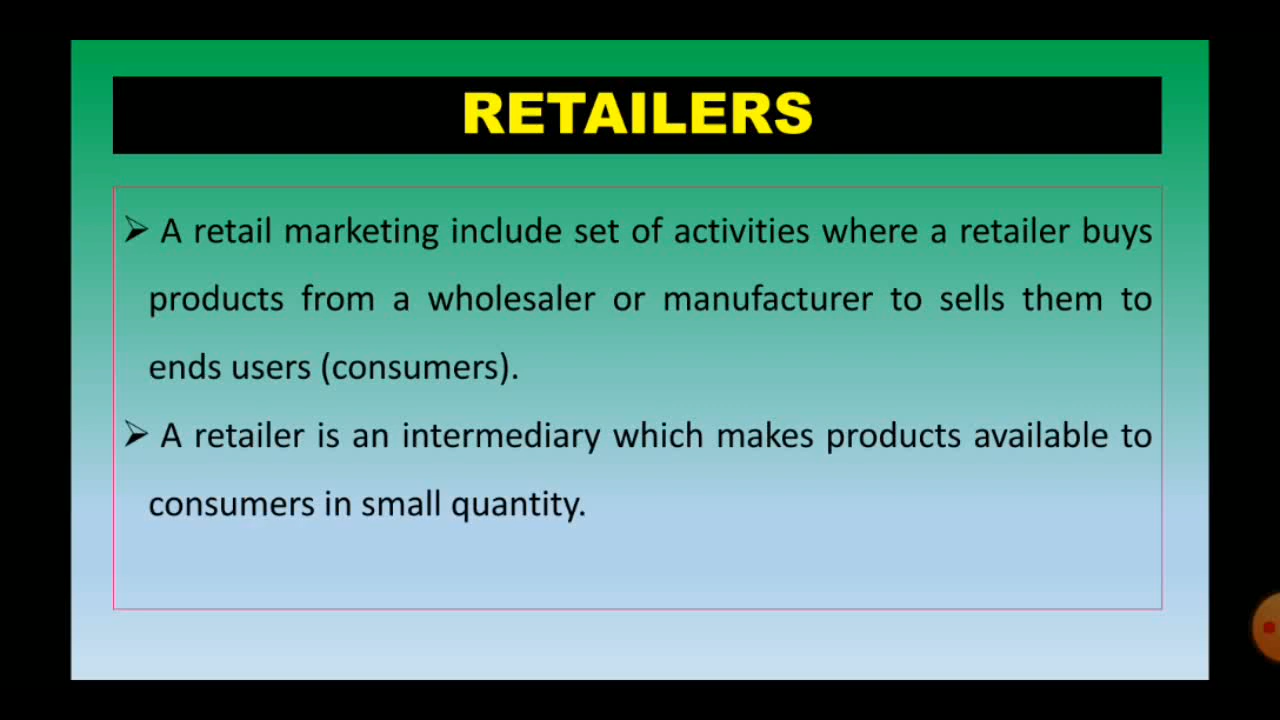 RETAILERS
➢ A retail marketing include set of activities where a retailer buys
products from a wholesaler or manufacturer to sells them to
ends users (consumers).
➢ A retailer is an intermediary which makes products available to
consumers in small quantity.